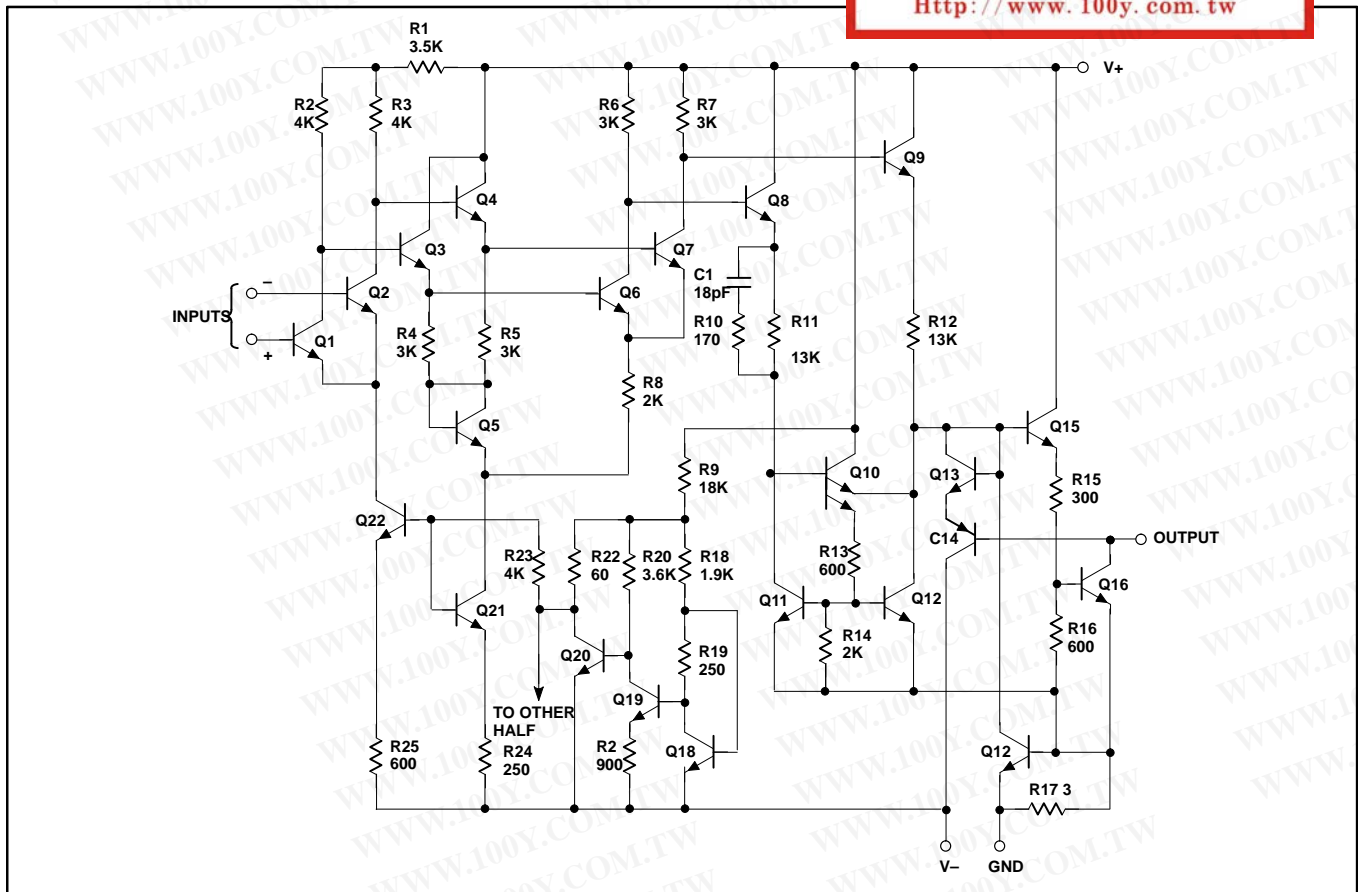 Http://www.100y.com.tw
R1
3.5K
V+
R2
4K
R3
4K
R6
3K
R7
3K
Q9
Q4
Q8
Q3
Q7
C1
18pF
INPUTS
–
+
Q2
Q1
Q6
R4
3K
R5
3K
R10
170
R11
13K
R12
13K
R8
2K
Q5
Q15
R9
18K
Q10
Q13
R15
300
Q22
C14
OUTPUT
R23
4K
R22
60
R20
3.6K
R18
1.9K
R13
600
Q16
Q21
Q11
Q12
R14
2K
R16
600
Q20
R19
250
Q19
TO OTHER
HALF
R25
600
R24
250
R2
900
Q18
Q12
R17 3
V–
GND
WWW.100Y.COM.TW